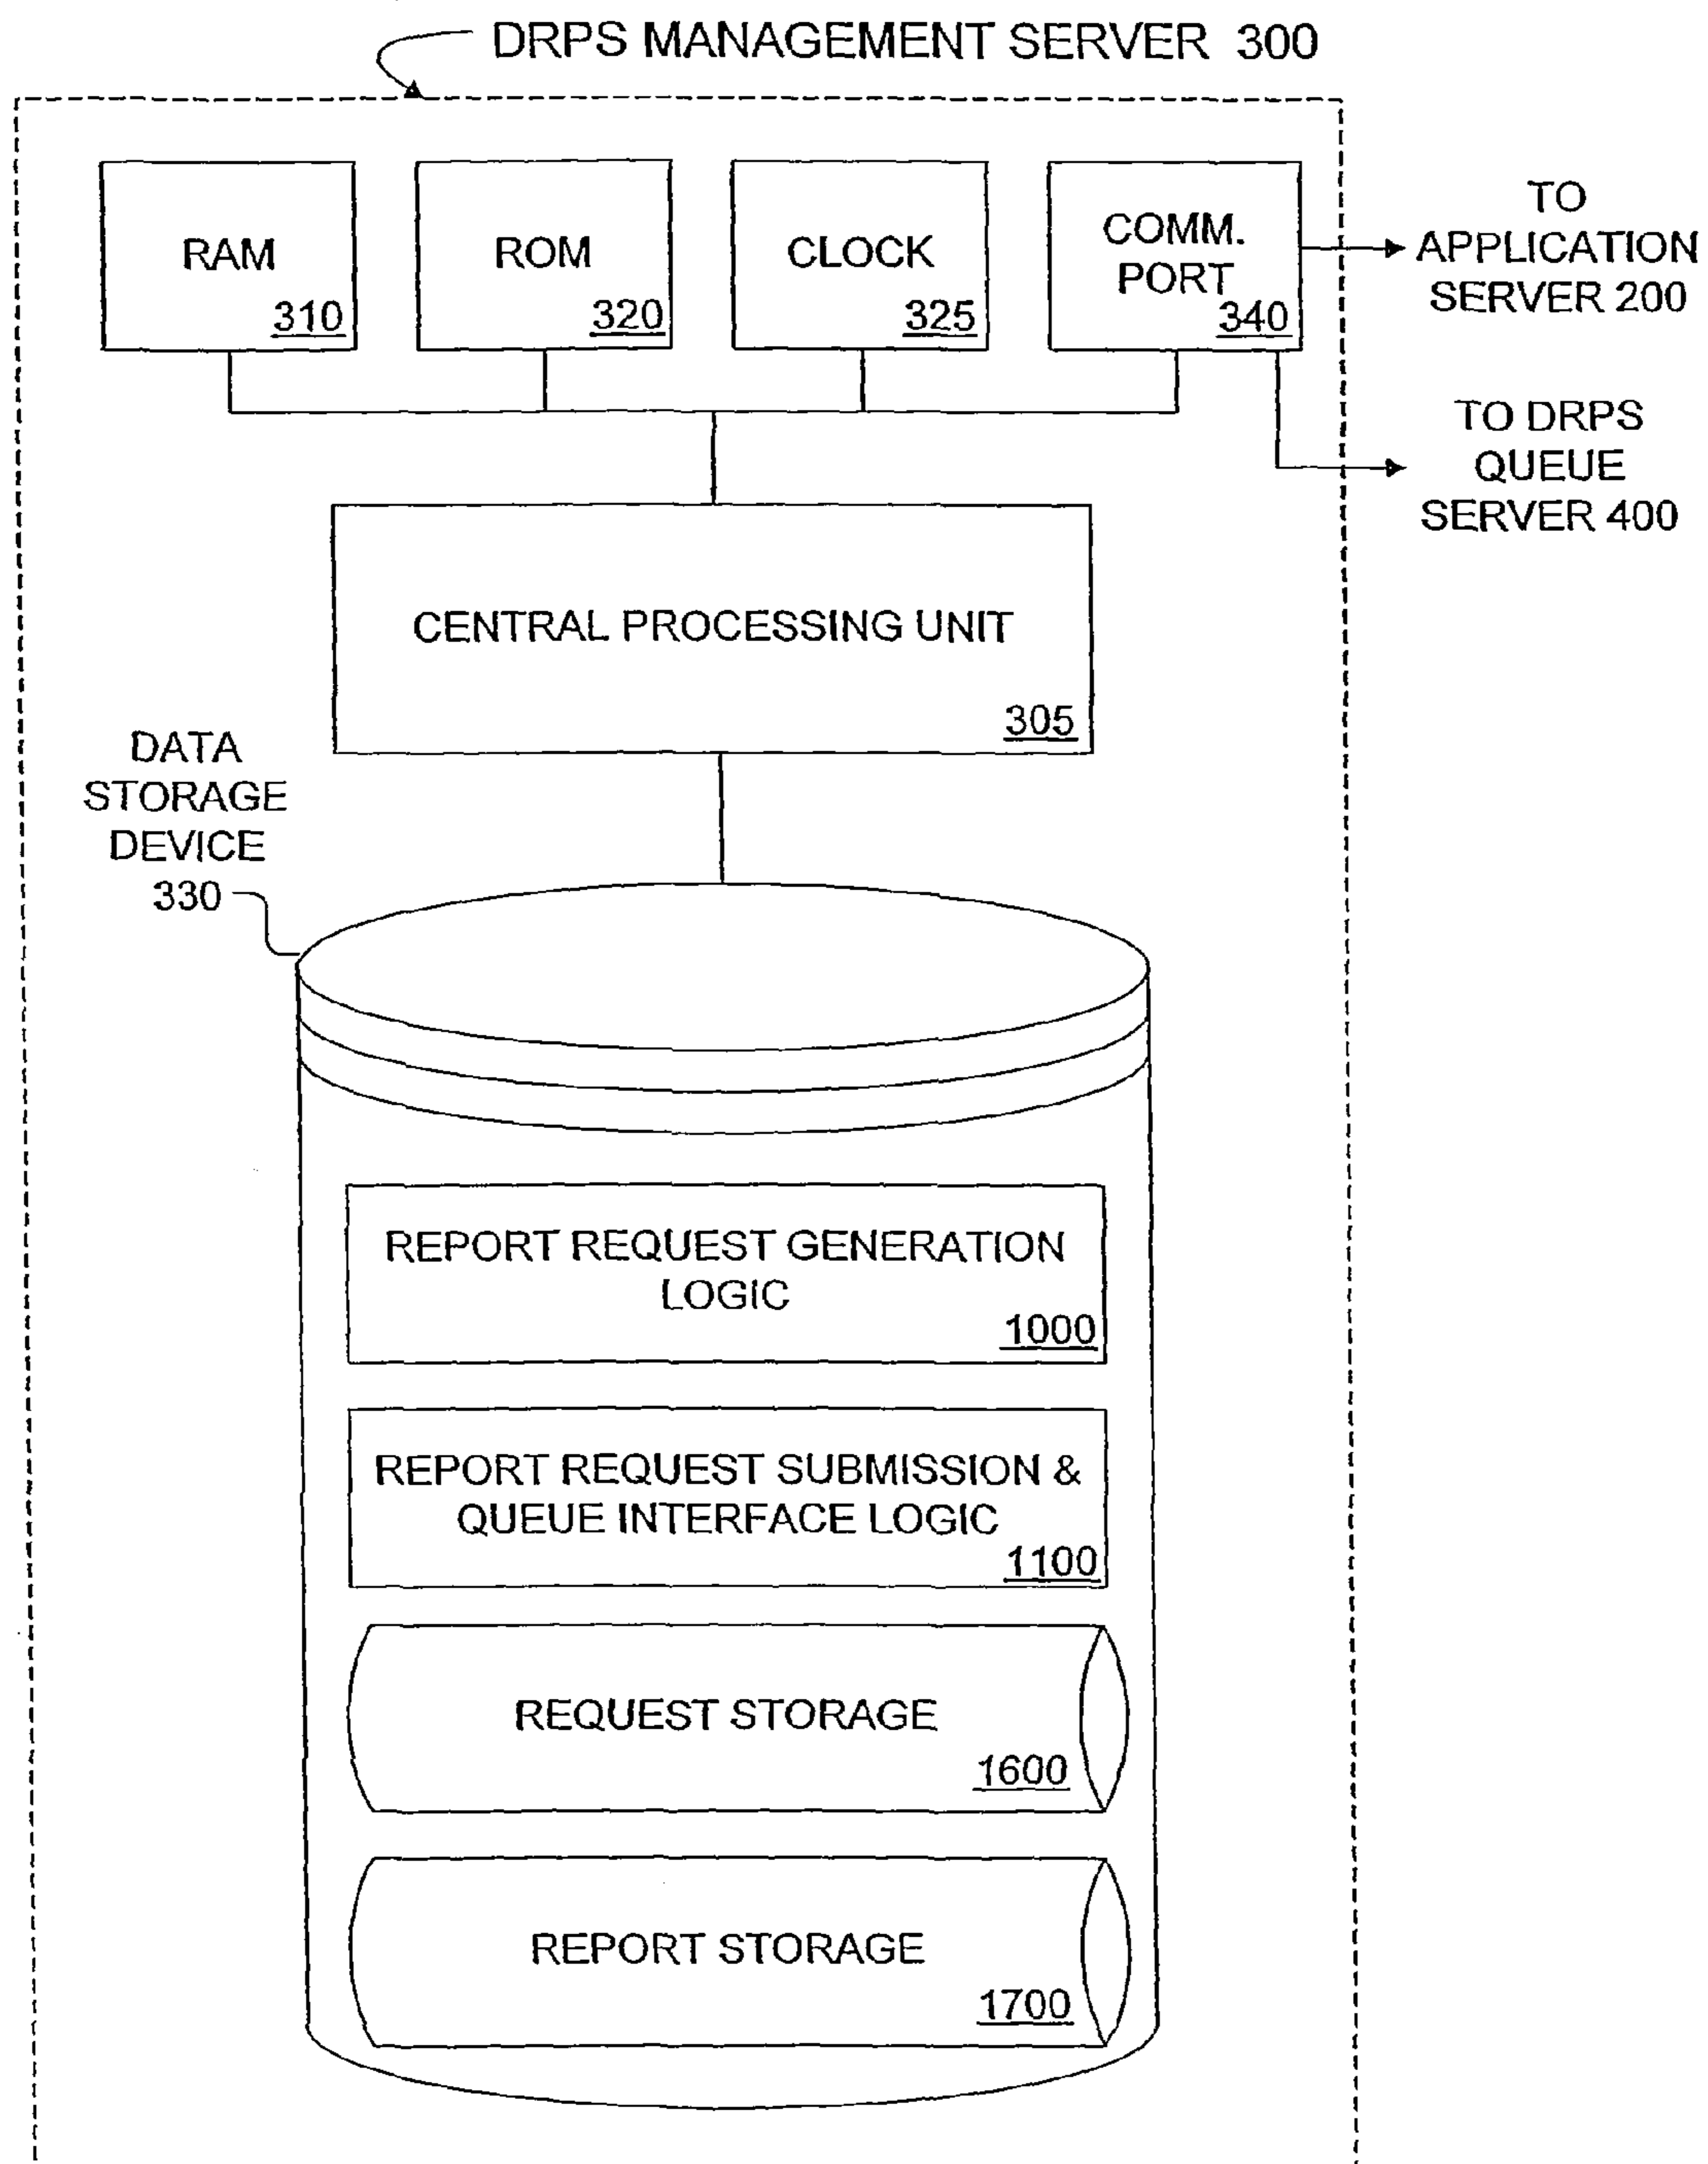 DRPS MANAGEMENT SERVER 300
RAM
310
ROM
320
CLOCK
325
COMM.
PORT
340
TO
APPLICATION
SERVER 200
TO DRPS
QUEUE
SERVER 400
CENTRAL PROCESSING UNIT
305
DATA
STORAGE
DEVICE
330
REPORT REQUEST GENERATION
LOGIC
1000
REPORT REQUEST SUBMISSION &
QUEUE INTERFACE LOGIC
1100
REQUEST STORAGE
1600
REPORT STORAGE
1700